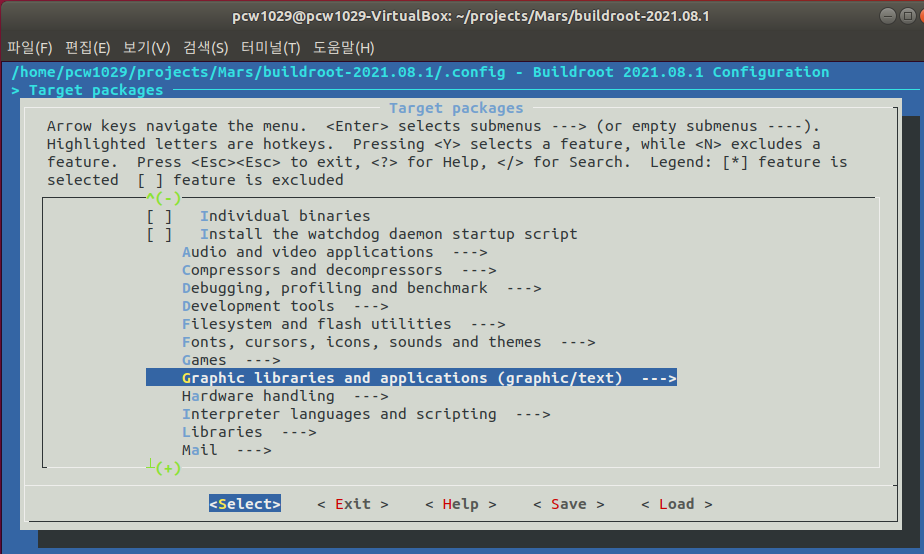 pcw1029@pcw1029-VirtualBox: ~/projects/Mars/buildroot-2021.08.1
파일(F) 편집(E) 보기(V) 검색(S) 터미널(T) 도움말(H)
/home/pcw1029/projects/Mars/buildroot-2021.08.1/.config - Buildroot 2021.08.1 Configuration
> Target packages
Target packages
Arrow keys navigate the menu.  <Enter> selects submenus ---> (or empty submenus ----).
Highlighted letters are hotkeys.  Pressing <Y> selects a feature, while <N> excludes a
feature.  Press <Esc><Esc> to exit, <?> for Help, </> for Search.  Legend: [*] feature is
selected  [ ] feature is excluded
^(-)
[ ]   Individual binaries
[ ]   Install the watchdog daemon startup script
Audio and video applications  --->
Compressors and decompressors  --->
Debugging, profiling and benchmark  --->
Development tools  --->
Filesystem and flash utilities  --->
Fonts, cursors, icons, sounds and themes  --->
Games  --->
Graphic libraries and applications (graphic/text)  --->
Hardware handling  --->
Interpreter languages and scripting  --->
Libraries  --->
Mail  --->
┴(+)
<Select>    < Exit >    < Help >    < Save >    < Load >